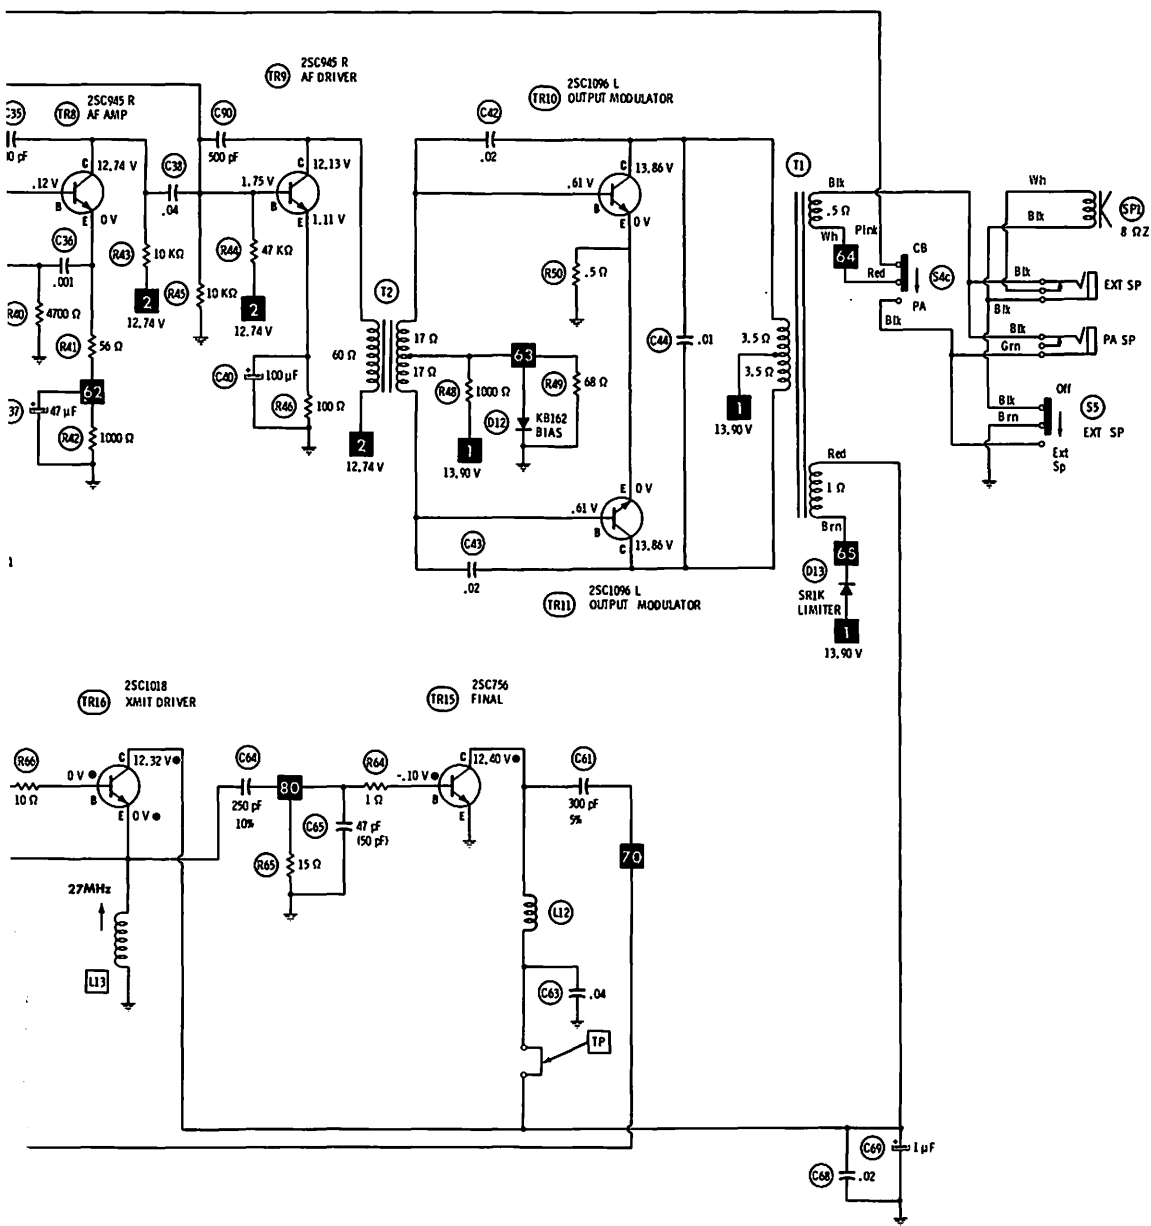 2SC945 R
TR9 AF DRIVER
2SC945 R
TR8 AF AMP
C90
500 pF
2SC1096 L
TR10 OUTPUT MODULATOR
C42
.02
C 12.74 V
.12 V
B
E
0 V
C38
.04
C 12.13 V
1.75 V
B
E
1.11 V
C 13.86 V
.61 V
B
E
0 V
T1
Blk
.5 Ω
Wh
Pink
64
Red
CB
S4c
PA
Blk
Wh
Blk
SP1
8 ΩZ
Blk
EXT SP
Blk
Blk
Grn
PA SP
Off
Blk
Brn
S5
EXT SP
Ext
Sp
C36
.001
R43 10 KΩ
2
12.74 V
R44 47 KΩ
R45 10 KΩ
2
12.74 V
R40 4700 Ω
R41 56 Ω
62
47 μF
R42 1000 Ω
C40 100 μF
R46 100 Ω
T2
60 Ω
17 Ω
17 Ω
2
12.74 V
R48 1000 Ω
1
13.90 V
63
R49 68 Ω
D12 KB162
BIAS
R50 .5 Ω
C44 .01
3.5 Ω
3.5 Ω
1
13.90 V
Red
1 Ω
Brn
65
D13
SR1K
LIMITER
1
13.90 V
E 0 V
.61 V
B
C 13.86 V
C43
.02
2SC1096 L
TR11 OUTPUT MODULATOR
2SC1018
TR16 XMIT DRIVER
2SC756
TR15 FINAL
R66
10 Ω
0 V ●
B
C 12.32 V ●
E 0 V ●
C64
250 pF
10%
80
R64
1 Ω
-.10 V ●
B
C 12.40 V ●
E
C61
300 pF
5%
C65 47 pF
(50 pF)
R65 15 Ω
70
27MHz
L13
L12
C63 .04
TP
C69 1 μF
C68 .02